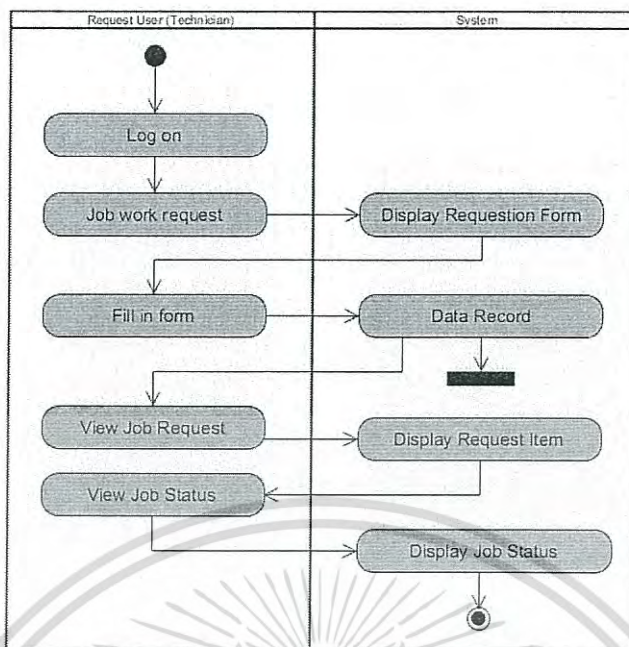 Request User (Technician)
System
Log on
Job work request
Display Requestion Form
Fill in form
Data Record
View Job Request
Display Request Item
View Job Status
Display Job Status